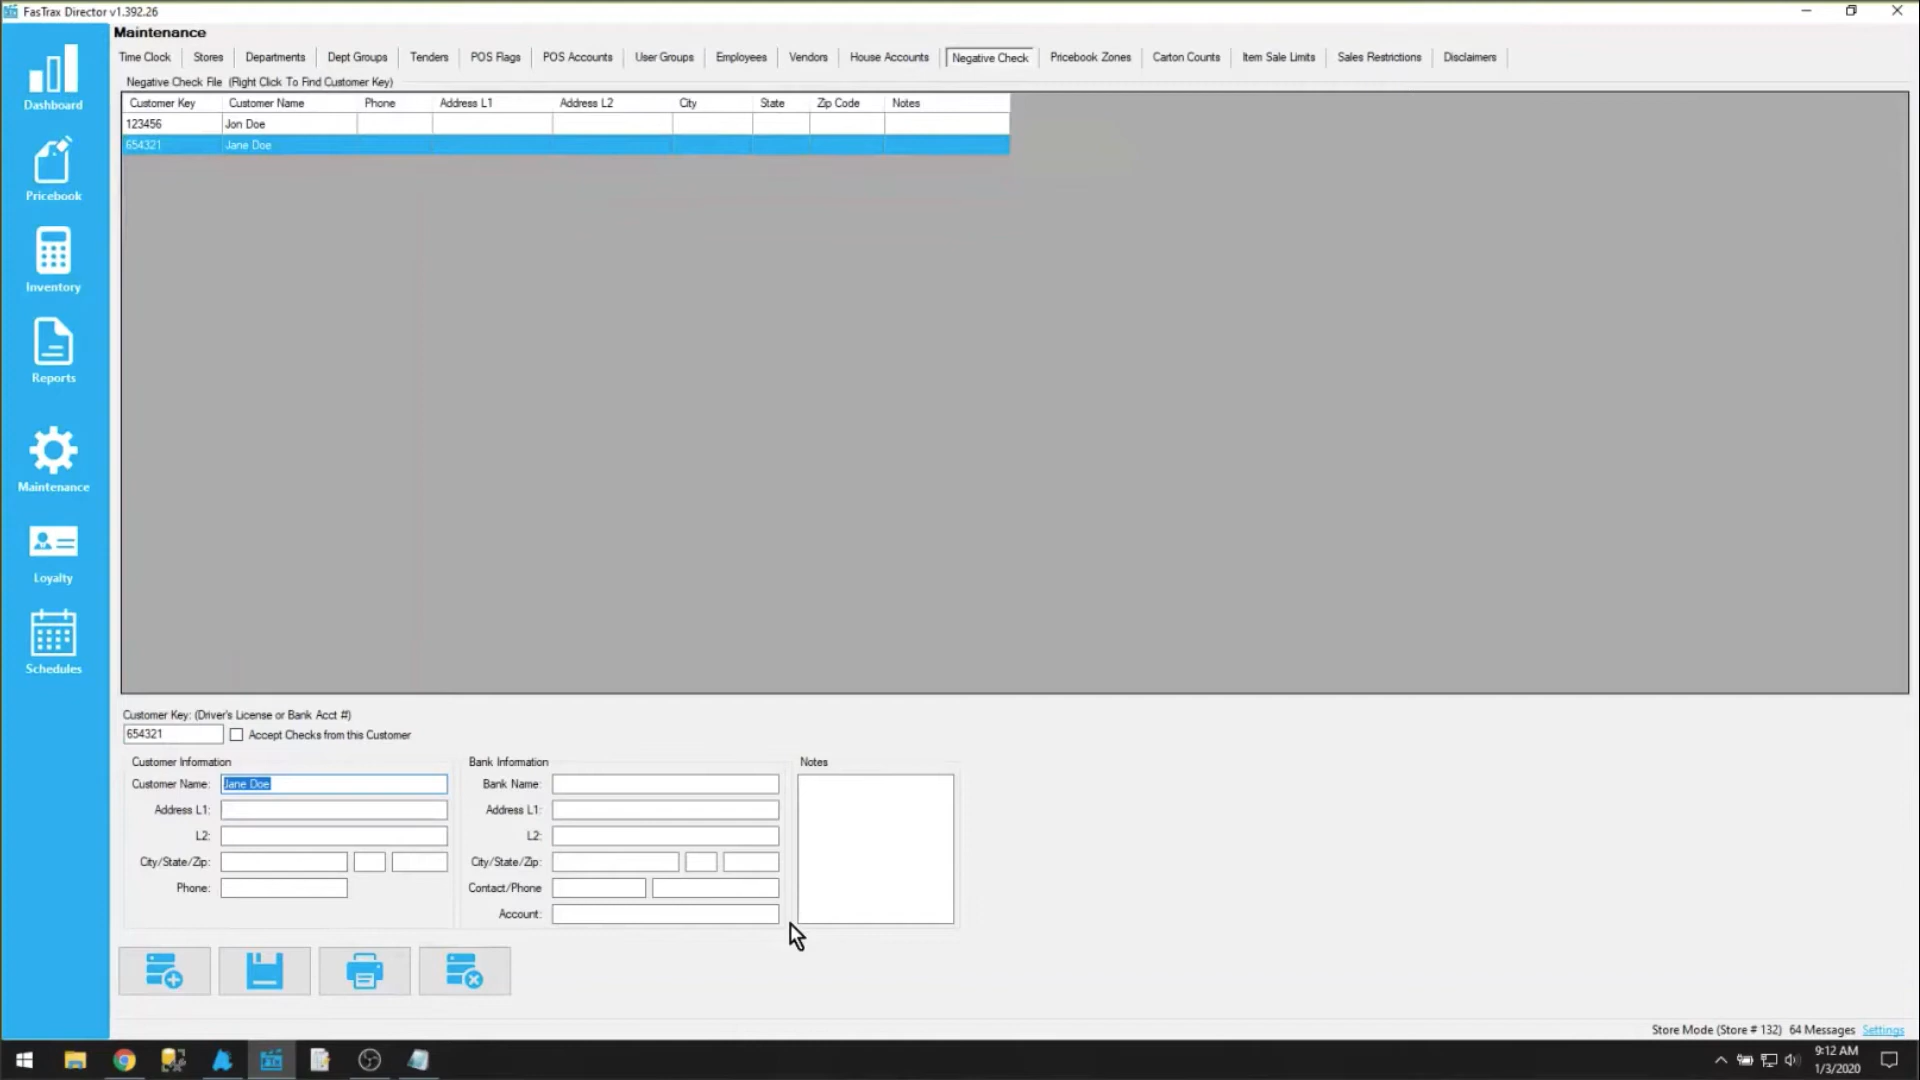 FasTrax Director v1.392.26
Maintenance
Time Clock Stores Departments Dept Groups Tenders POS Flags POS Accounts User Groups Employees Vendors House Accounts Negative Check Pricebook Zones Carton Counts Item Sale Limits Sales Restrictions Disclaimers
Negative Check File (Right Click To Find Customer Key)
Customer Key Customer Name Phone Address L1 Address L2 City State Zip Code Notes
123456 Jon Doe
654321 Jane Doe
Dashboard
Pricebook
Inventory
Reports
Maintenance
Loyalty
Schedules
Customer Key: (Driver's License or Bank Acct #)
654321 Accept Checks from this Customer
Customer Information Bank Information Notes
Customer Name: Jane Doe Bank Name:
Address L1: Address L1:
L2: L2:
City/State/Zip: City/State/Zip:
Phone: Contact/Phone
Account:
Store Mode (Store # 132) 64 Messages Settings
9:12 AM
1/3/2020